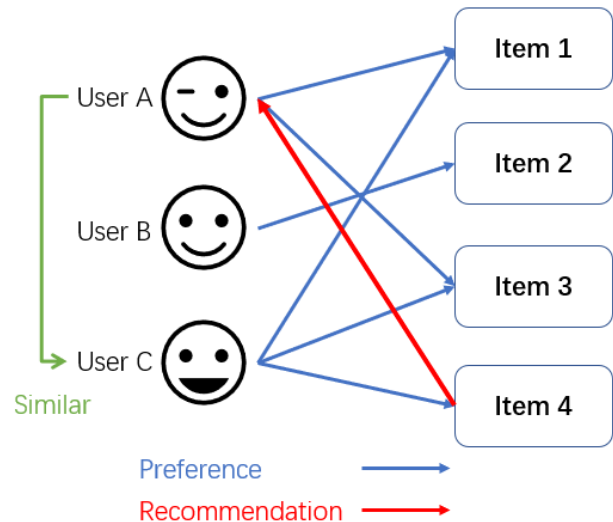 Item 1
User A
Item 2
User B
Item 3
User C
Similar
Item 4
Preference
Recommendation